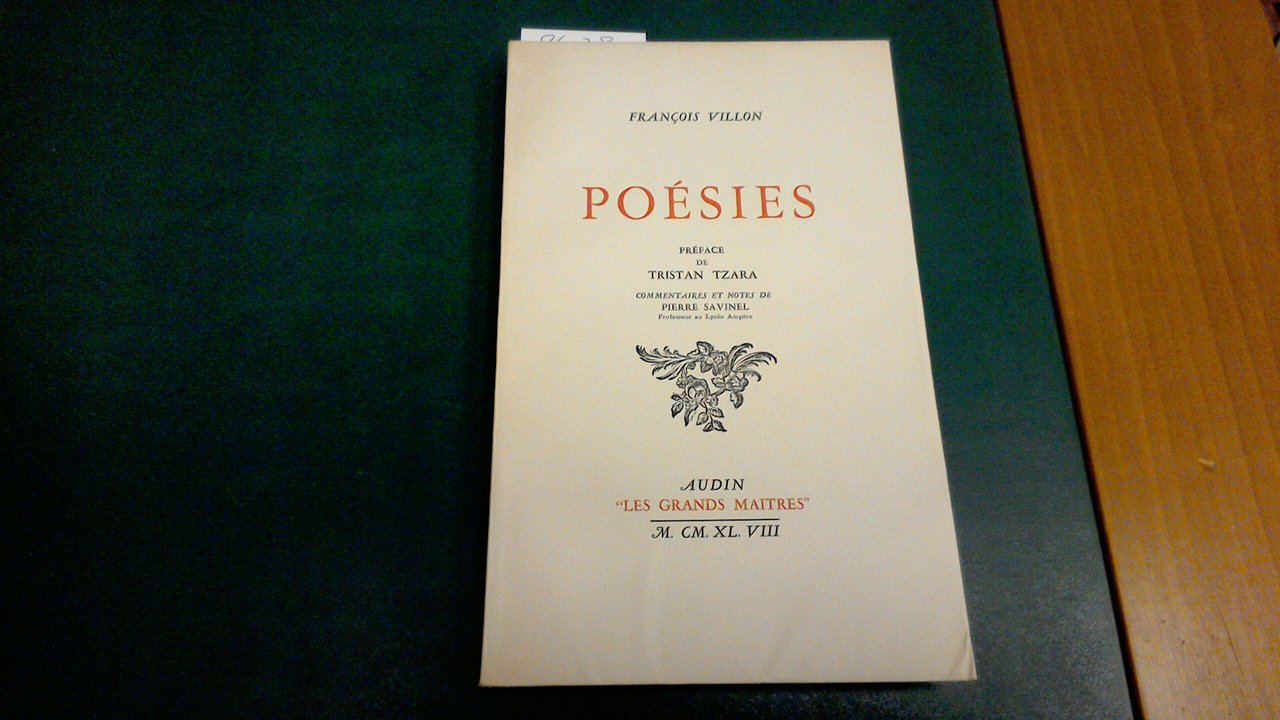 FRANÇOIS VILLON
POÉSIES
PRÉFACE
DE
TRISTAN TZARA
COMMENTAIRES ET NOTES DE
PIERRE SAVINEL
Professeur au Lycée Ampère
AUDIN
"LES GRANDS MAITRES"
M. CM. XL. VIII